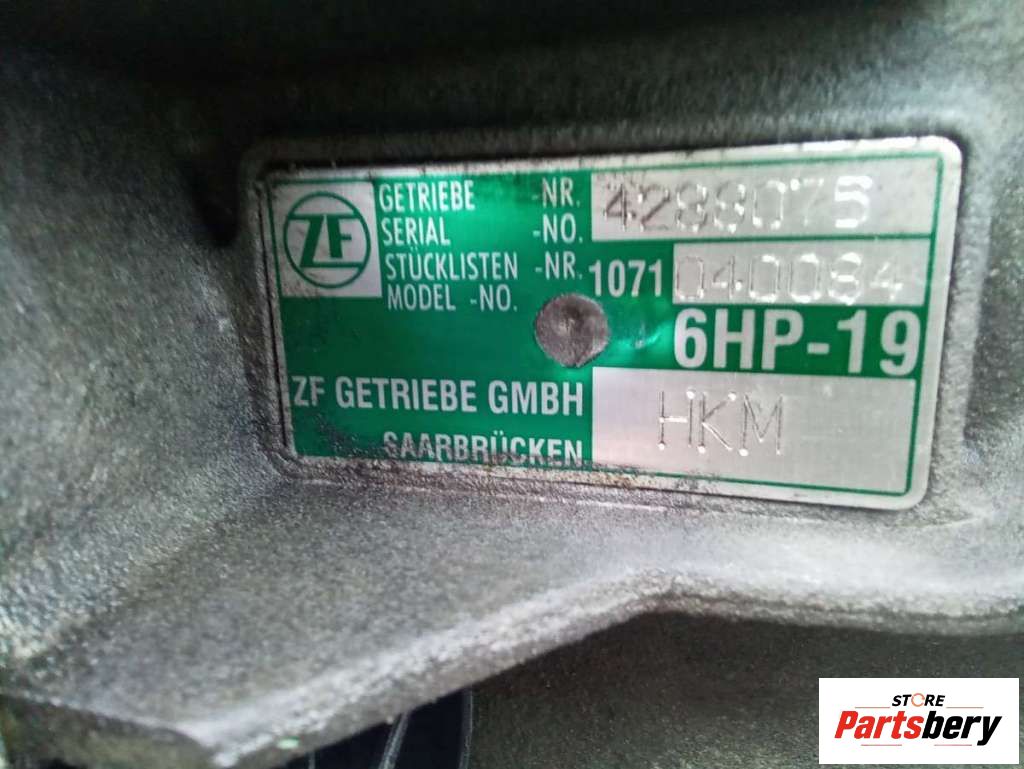 ZF
GETRIEBE -NR. 4288075
SERIAL -NO.
STÜCKLISTEN -NR. 1071 040084
MODEL -NO.
6HP-19
ZF GETRIEBE GMBH
SAARBRÜCKEN
HKM
STORE
Partsbery